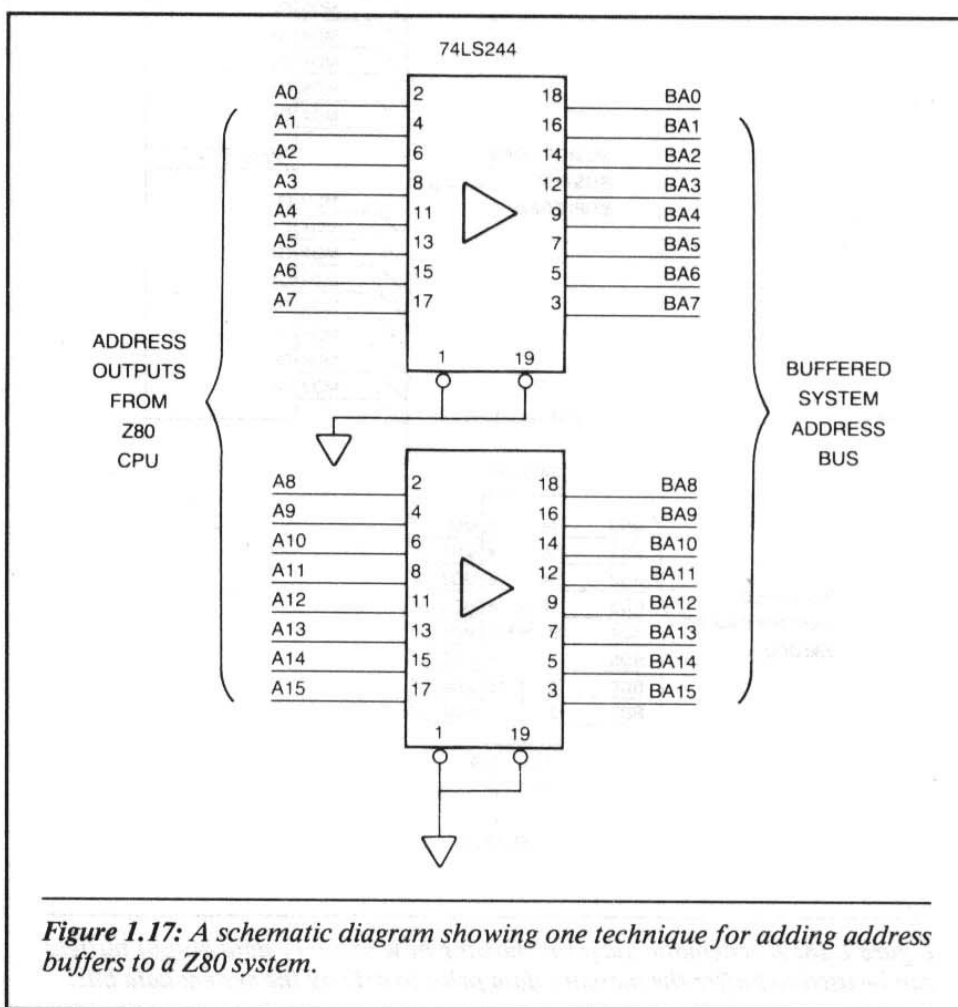 74LS244
A0 2 18 BA0
A1 4 16 BA1
A2 6 14 BA2
A3 8 12 BA3
A4 11 9 BA4
A5 13 7 BA5
A6 15 5 BA6
A7 17 3 BA7
1 19
ADDRESS
OUTPUTS
FROM
Z80
CPU
BUFFERED
SYSTEM
ADDRESS
BUS
A8 2 18 BA8
A9 4 16 BA9
A10 6 14 BA10
A11 8 12 BA11
A12 11 9 BA12
A13 13 7 BA13
A14 15 5 BA14
A15 17 3 BA15
1 19
Figure 1.17: A schematic diagram showing one technique for adding address
buffers to a Z80 system.